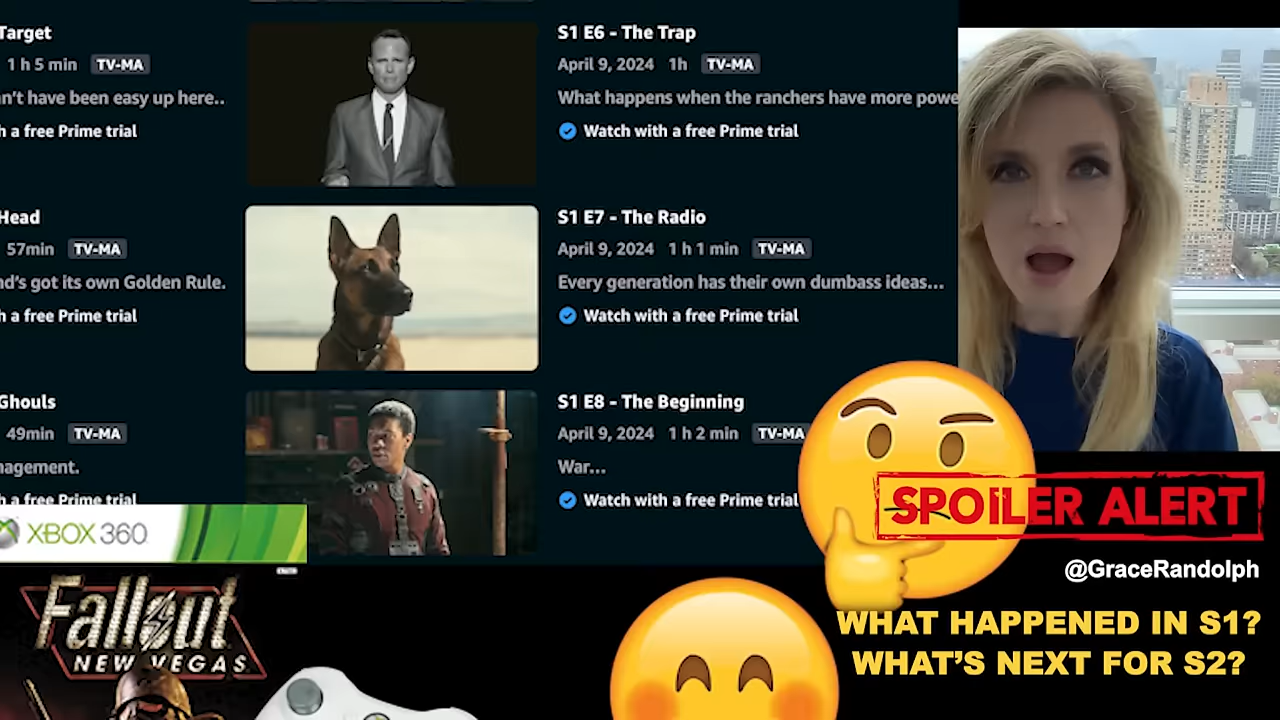 Target
1 h 5 min TV-MA
n't have been easy up here..
h a free Prime trial
S1 E6 - The Trap
April 9, 2024 1h TV-MA
What happens when the ranchers have more powe
Watch with a free Prime trial
Head
57min TV-MA
nd's got its own Golden Rule.
h a free Prime trial
S1 E7 - The Radio
April 9, 2024 1 h 1 min TV-MA
Every generation has their own dumbass ideas...
Watch with a free Prime trial
Ghouls
49min TV-MA
nagement.
h a free Prime trial
S1 E8 - The Beginning
April 9, 2024 1 h 2 min TV-MA
War...
Watch with a free Prime trial
XBOX 360
Fallout
NEW VEGAS
SPOILER ALERT
@GraceRandolph
WHAT HAPPENED IN S1?
WHAT'S NEXT FOR S2?